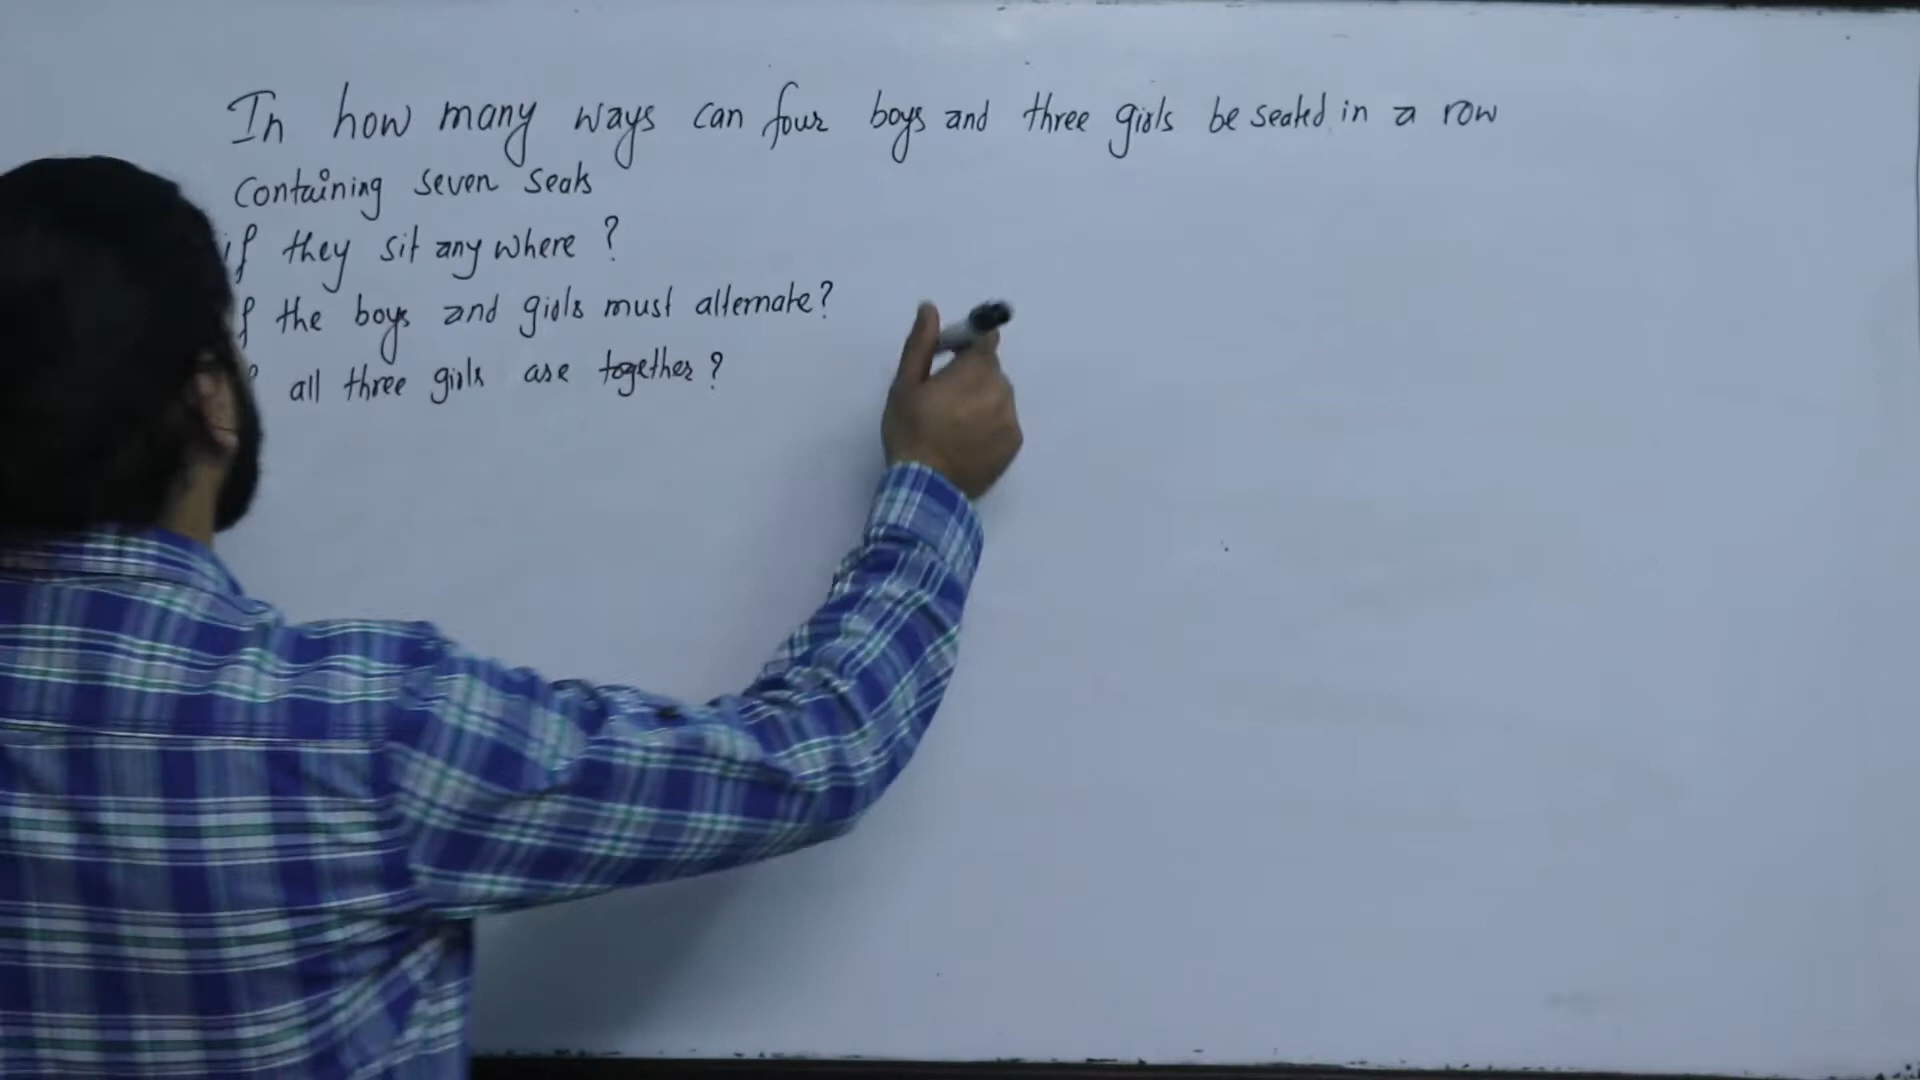 In how many ways can four boys and three girls be seated in a row
Containing seven seats
if they sit any where ?
the boys and girls must alternate?
all three girls are together ?